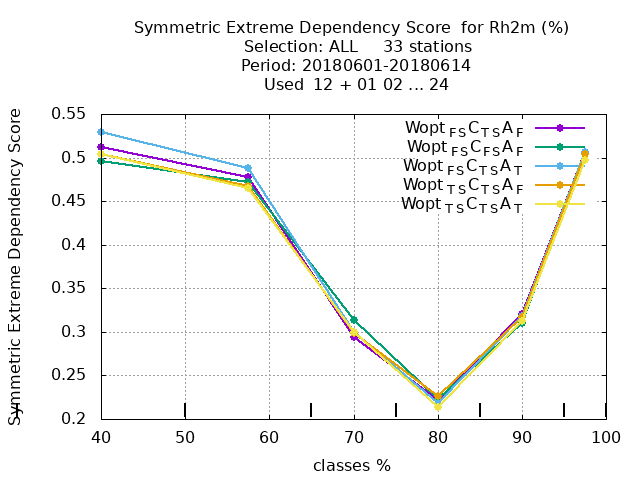 Symmetric Extreme Dependency Score for Rh2m (%)
Selection: ALL 33 stations
Period: 20180601-20180614
Used 12 + 01 02 ... 24
Symmetric Extreme Dependency Score
0.55
0.5
0.45
0.4
0.35
0.3
0.25
0.2
Wopt FS C TS A F
Wopt FS C FS A F
Wopt FS C TS A T
Wopt TS C TS A F
Wopt TS C TS A T
40 50 60 70 80 90 100
classes %